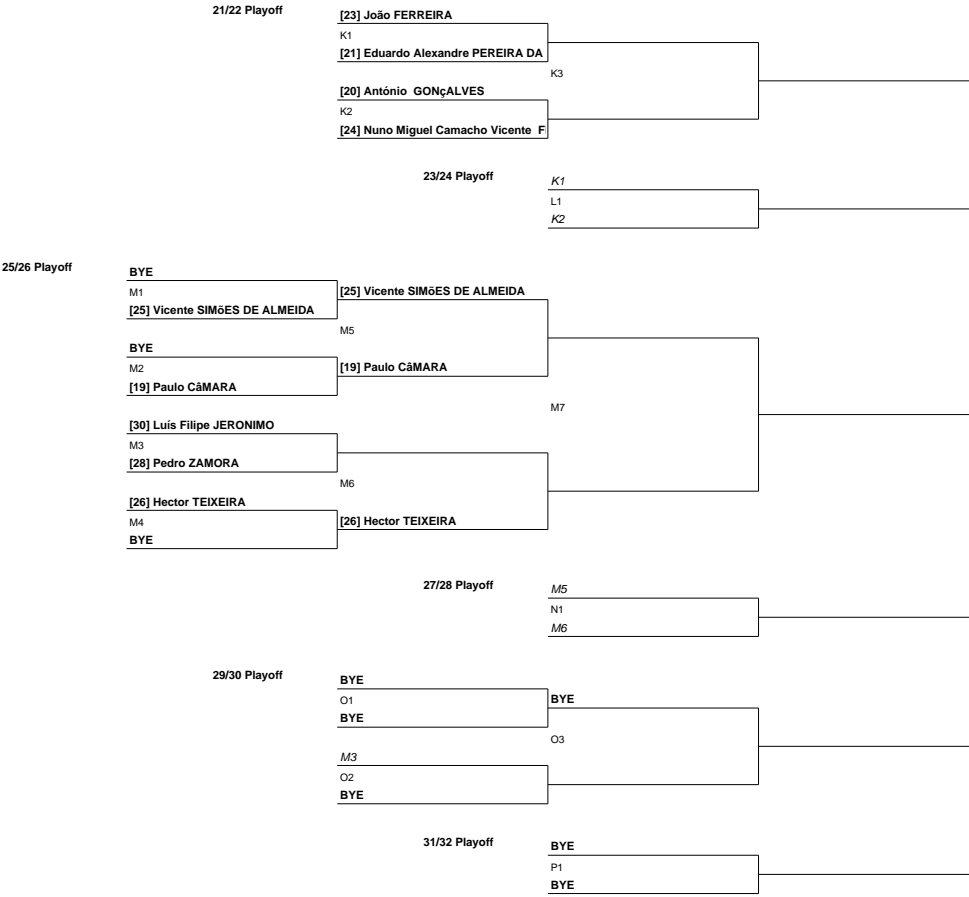 21/22 Playoff
[23] João FERREIRA
K1
[21] Eduardo Alexandre PEREIRA DA
K3
[20] António GONçALVES
K2
[24] Nuno Miguel Camacho Vicente F
23/24 Playoff
K1
L1
K2
25/26 Playoff
BYE
M1
[25] Vicente SIMõES DE ALMEIDA
[25] Vicente SIMõES DE ALMEIDA
M5
BYE
M2
[19] Paulo CâMARA
[19] Paulo CâMARA
M7
[30] Luís Filipe JERONIMO
M3
[28] Pedro ZAMORA
M6
[26] Hector TEIXEIRA
M4
BYE
[26] Hector TEIXEIRA
27/28 Playoff
M5
N1
M6
29/30 Playoff
BYE
O1
BYE
BYE
O3
M3
O2
BYE
31/32 Playoff
BYE
P1
BYE